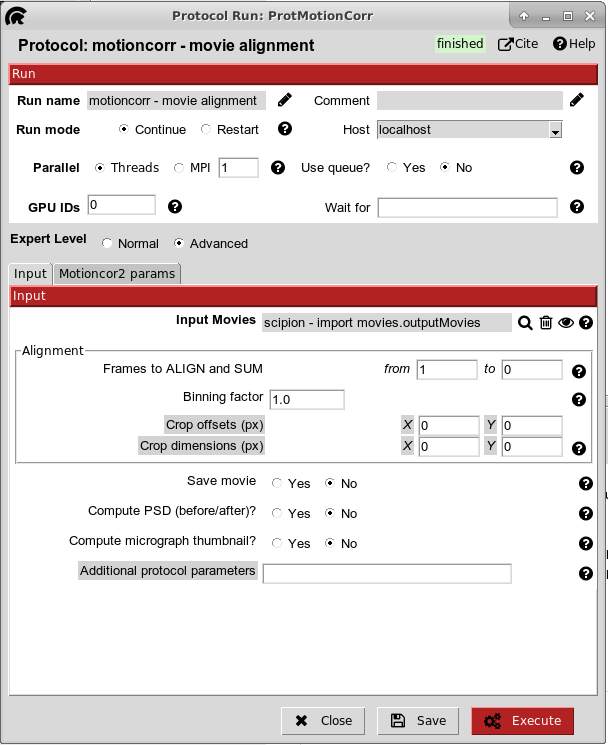 Protocol Run: ProtMotionCorr
Protocol: motioncorr - movie alignment finished Cite Help
Run
Run name motioncorr - movie alignment Comment
Run mode Continue Restart Host localhost
Parallel Threads MPI 1 Use queue? Yes No
GPU IDs 0 Wait for
Expert Level Normal Advanced
Input Motioncor2 params
Input
Input Movies scipion - import movies.outputMovies
Alignment
Frames to ALIGN and SUM from 1 to 0
Binning factor 1.0
Crop offsets (px) X 0 Y 0
Crop dimensions (px) X 0 Y 0
Save movie Yes No
Compute PSD (before/after)? Yes No
Compute micrograph thumbnail? Yes No
Additional protocol parameters
Close Save Execute